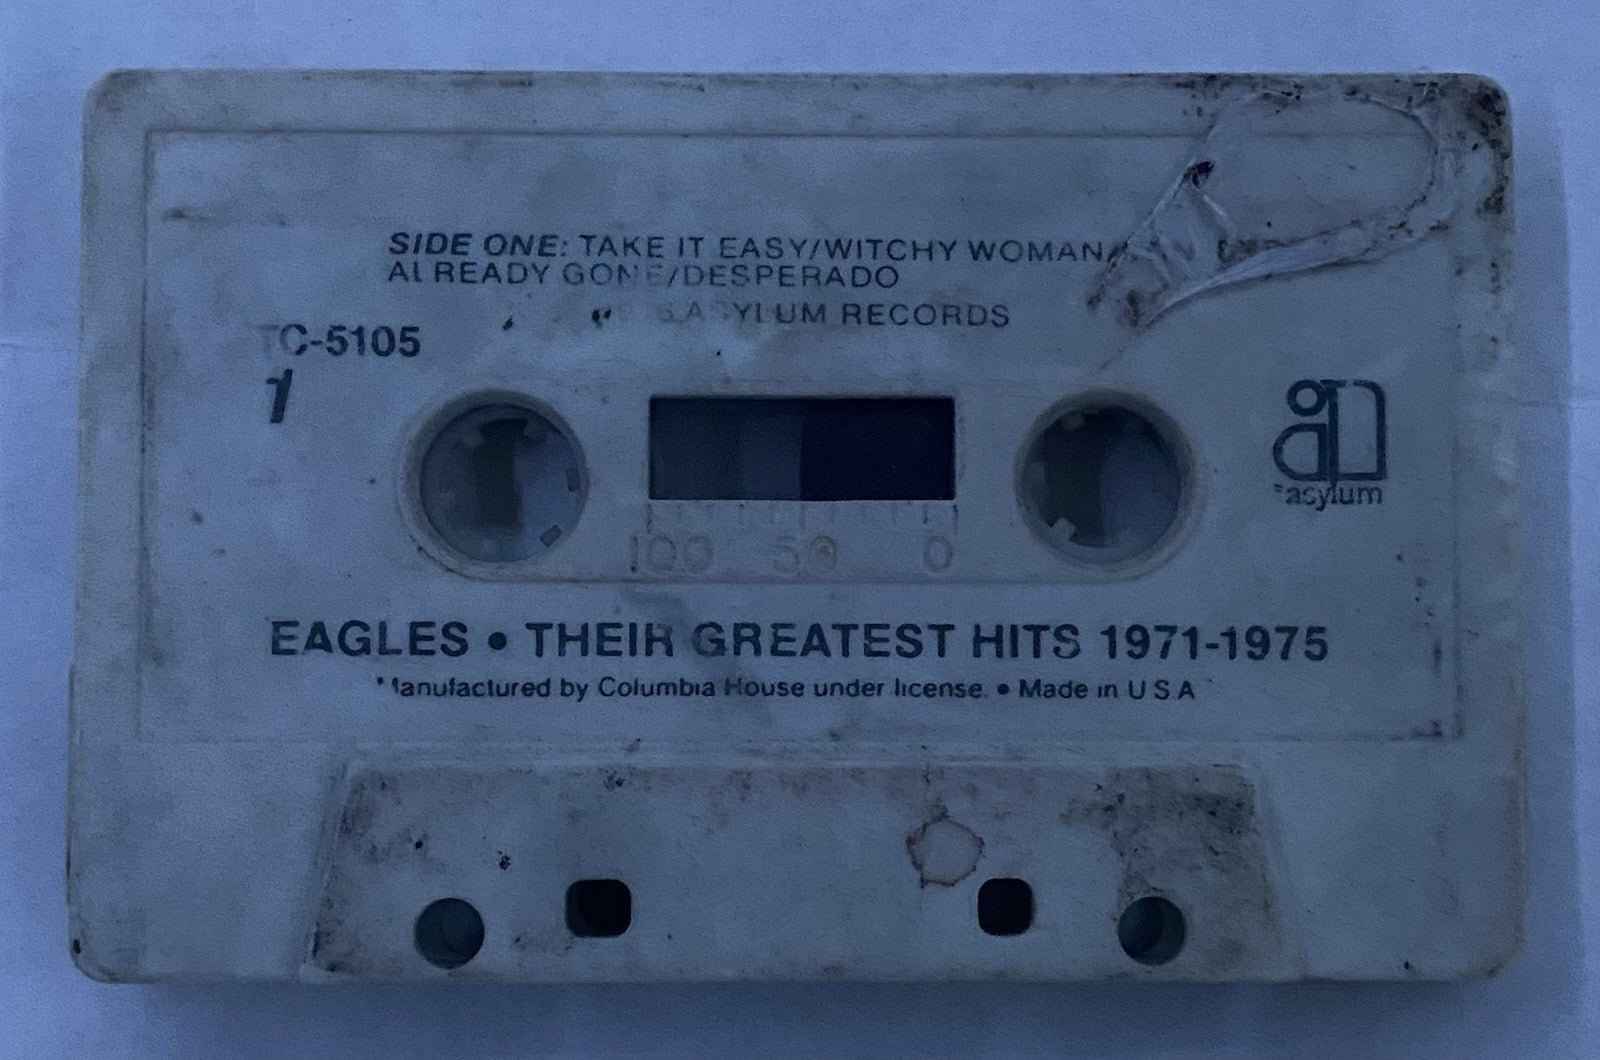 SIDE ONE: TAKE IT EASY/WITCHY WOMAN/
ALREADY GONE/DESPERADO
ASYLUM RECORDS
TC-5105
1
asylum
100 50 0
EAGLES • THEIR GREATEST HITS 1971-1975
Manufactured by Columbia House under license. • Made in U S A